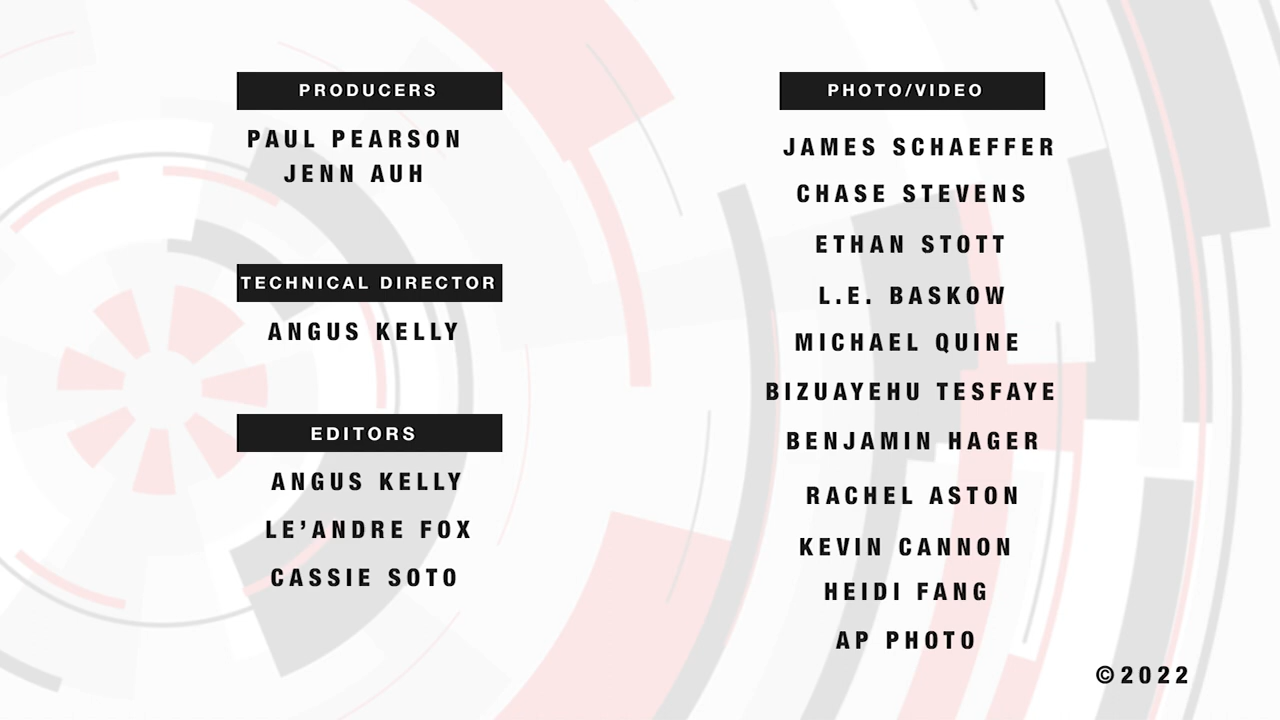 PRODUCERS
PAUL PEARSON
JENN AUH
TECHNICAL DIRECTOR
ANGUS KELLY
EDITORS
ANGUS KELLY
LE’ANDRE FOX
CASSIE SOTO
PHOTO/VIDEO
JAMES SCHAEFFER
CHASE STEVENS
ETHAN STOTT
L.E. BASKOW
MICHAEL QUINE
BIZUAYEHU TESFAYE
BENJAMIN HAGER
RACHEL ASTON
KEVIN CANNON
HEIDI FANG
AP PHOTO
©2022